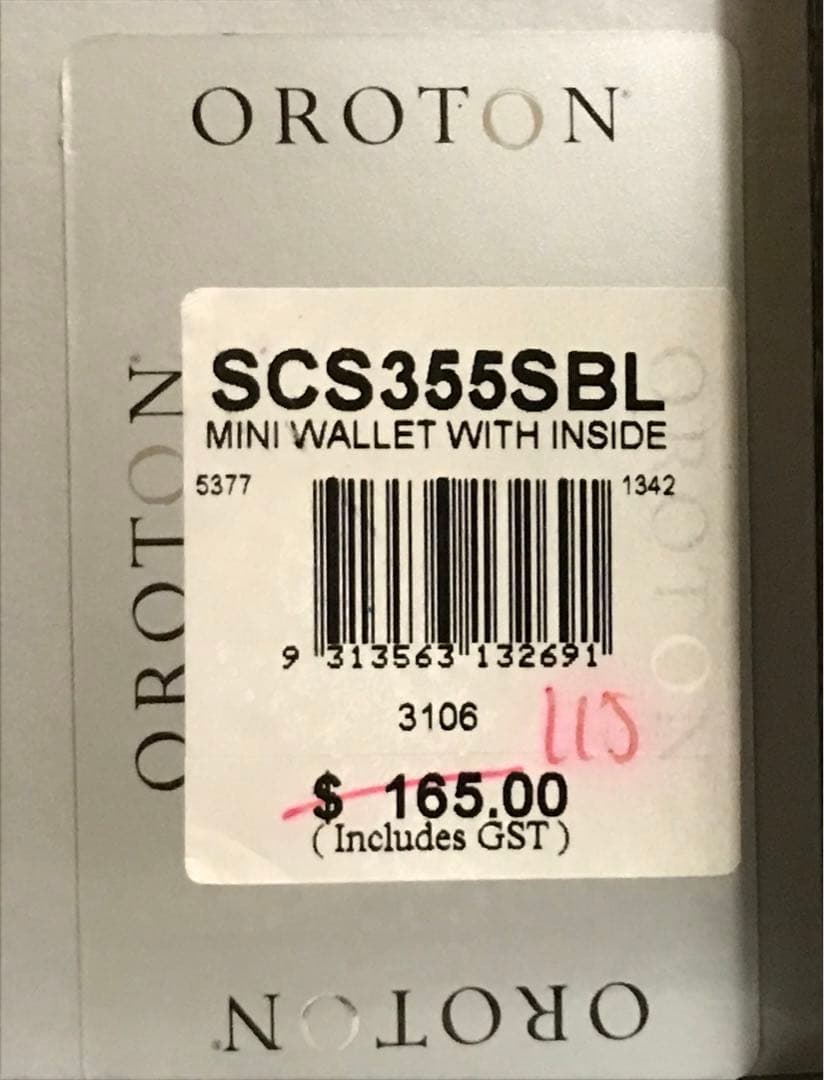 OROTON
SCS355SBL
MINI WALLET WITH INSIDE
5377
1342
9 313563 132691
3106
115
$ 165.00
(Includes GST)
OROTON
OROTON
OROTON